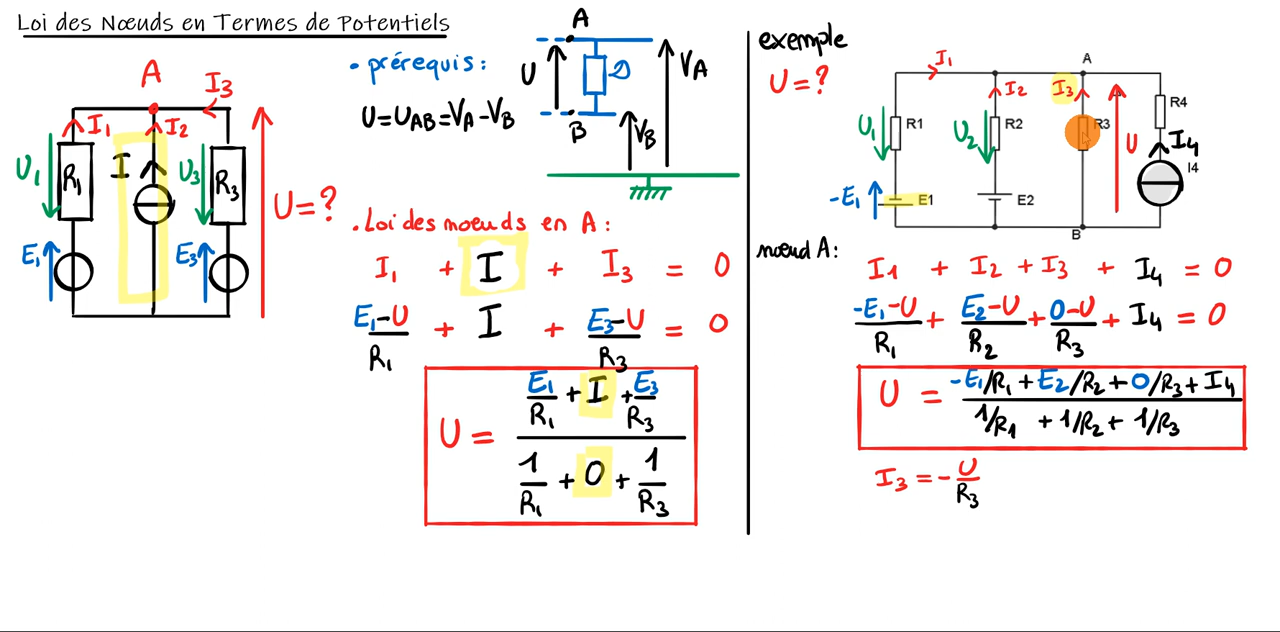 Loi des Nœuds en Termes de Potentiels
A
I3
I1
I2
U1
R1
I
U3
R3
U=?
E1
E3
• prérequis:
U=UAB=VA-VB
A
U
D
VA
B
VB
• Loi des nœuds en A:
I1 + I + I3 = 0
E1-U/R1 + I + E3-U/R3 = 0
U = E1/R1 + I + E3/R3
1/R1 + 0 + 1/R3
exemple
U=?
I1
A
I2
I3
U1
R1
U2
R2
R3
U
R4
I4
I4
-E1
E1
E2
B
nœud A:
I1 + I2 + I3 + I4 = 0
-E1-U/R1 + E2-U/R2 + 0-U/R3 + I4 = 0
U = -E1/R1 + E2/R2 + 0/R3 + I4
1/R1 + 1/R2 + 1/R3
I3 = -U/R3